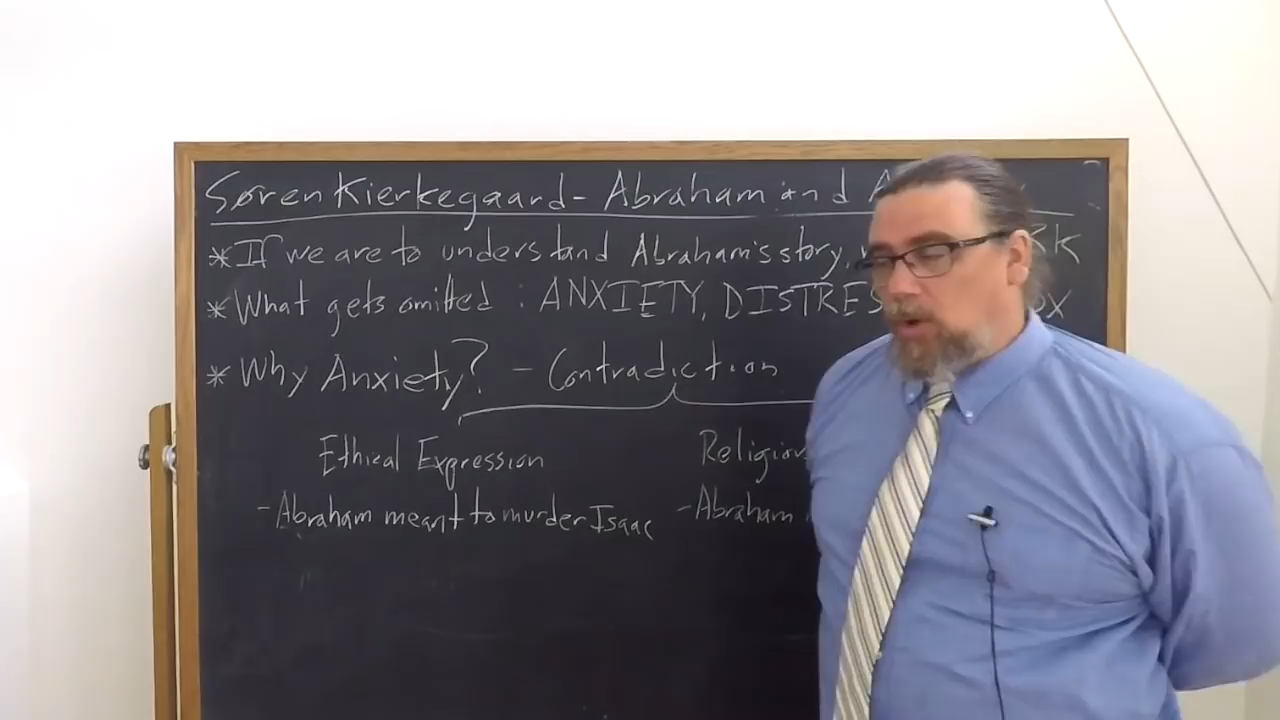 Søren Kierkegaard - Abraham and A
* If we are to understand Abraham's story,
* What gets omitted : ANXIETY, DISTRES
* Why Anxiety? - Contradiction
Ethical Expression Religious
- Abraham meant to murder Isaac - Abraham